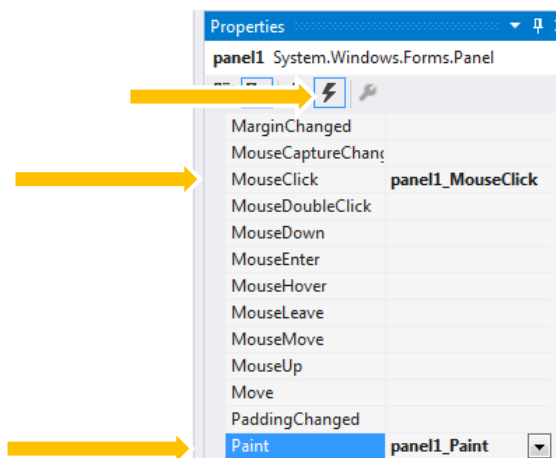 Properties
panel1 System.Windows.Forms.Panel
MarginChanged
MouseCaptureChang
MouseClick panel1_MouseClick
MouseDoubleClick
MouseDown
MouseEnter
MouseHover
MouseLeave
MouseMove
MouseUp
Move
PaddingChanged
Paint panel1_Paint